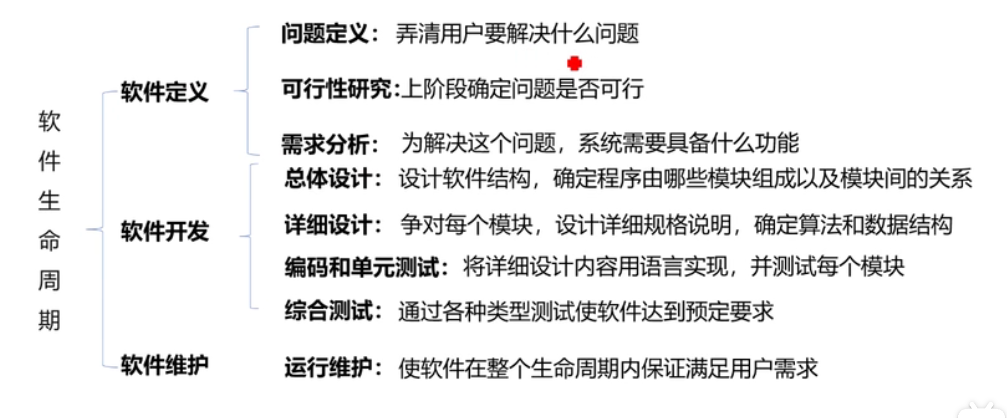 软件生命周期
软件定义
问题定义：弄清用户要解决什么问题
可行性研究：上阶段确定问题是否可行
需求分析：为解决这个问题，系统需要具备什么功能
软件开发
总体设计：设计软件结构，确定程序由哪些模块组成以及模块间的关系
详细设计：争对每个模块，设计详细规格说明，确定算法和数据结构
编码和单元测试：将详细设计内容用语言实现，并测试每个模块
综合测试：通过各种类型测试使软件达到预定要求
软件维护
运行维护：使软件在整个生命周期内保证满足用户需求